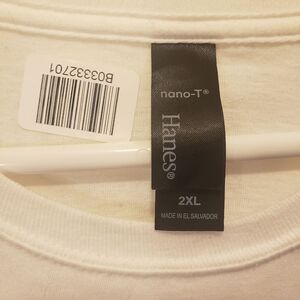 B03332701
nano-T®
Hanes®
2XL
MADE IN EL SALVADOR